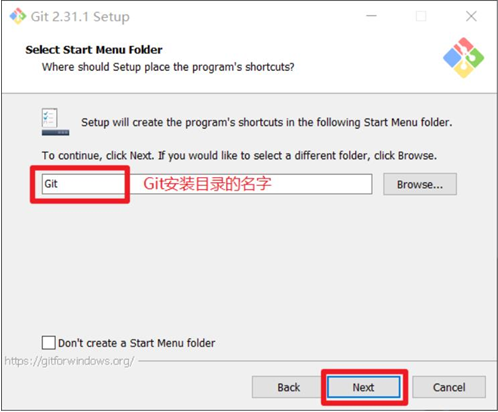 Git 2.31.1 Setup
Select Start Menu Folder
Where should Setup place the program's shortcuts?
Setup will create the program's shortcuts in the following Start Menu folder.
To continue, click Next. If you would like to select a different folder, click Browse.
Git Git安装目录的名字 Browse...
Don't create a Start Menu folder
https://gitforwindows.org/
Back Next Cancel